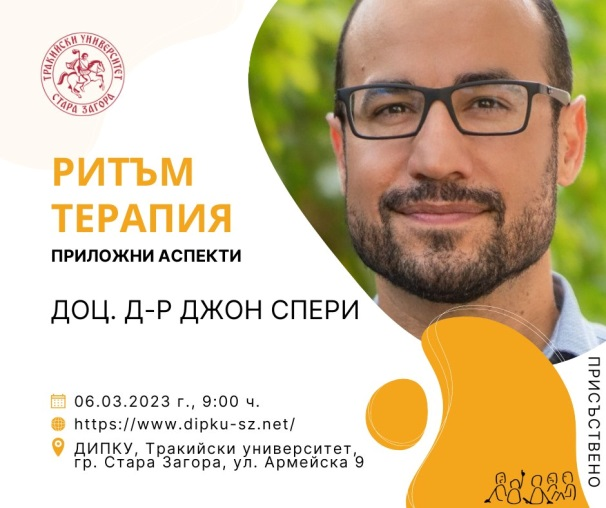 ТРАКИЙСКИ УНИВЕРСИТЕТ
СТАРА ЗАГОРА
РИТЪМ
ТЕРАПИЯ
ПРИЛОЖНИ АСПЕКТИ
ДОЦ. Д-Р ДЖОН СПЕРИ
06.03.2023 г., 9:00 ч.
https://www.dipku-sz.net/
ДИПКУ, Тракийски университет,
гр. Стара Загора, ул. Армейска 9
ПРИСЪСТВЕНО